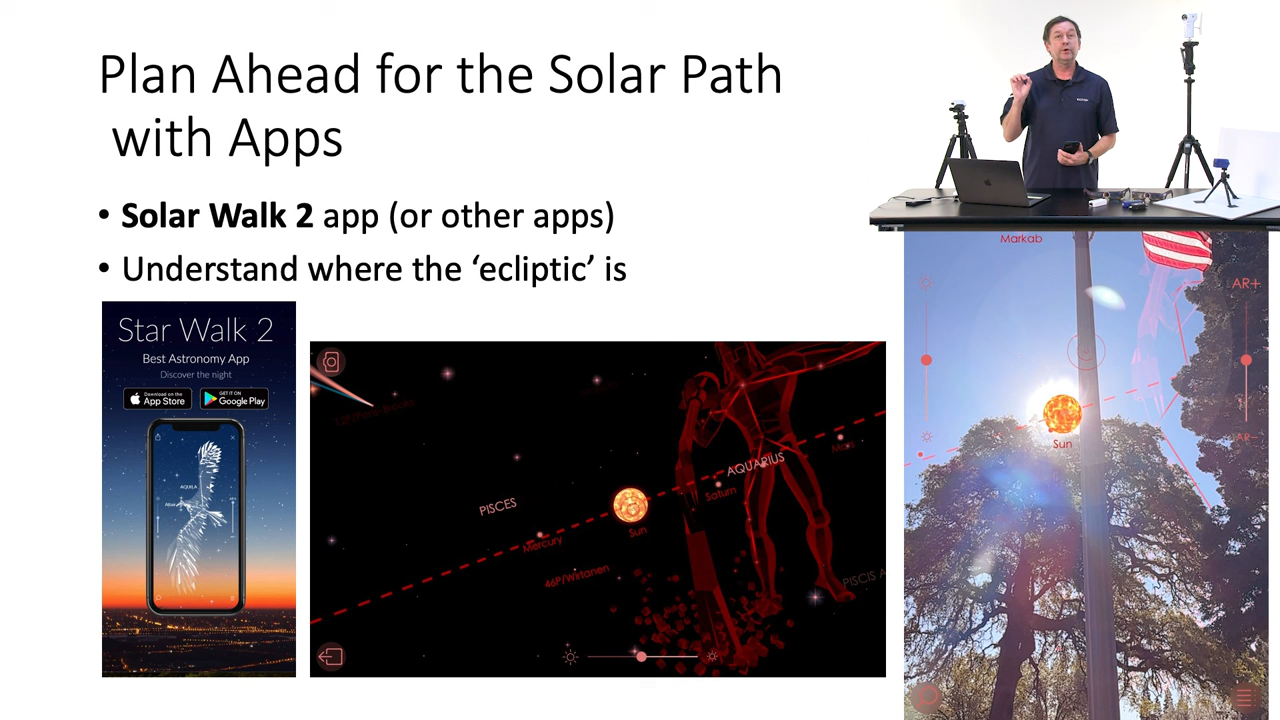 Plan Ahead for the Solar Path
with Apps
• Solar Walk 2 app (or other apps)
• Understand where the ‘ecliptic’ is
Star Walk 2
Best Astronomy App
Discover the night
Download on the
App Store
GET IT ON
Google Play
AQUILA
PISCES
AQUARIUS
Saturn
Sun
Mercury
46P/Wirtanen
PISCIS A
Markab
AR+
Sun